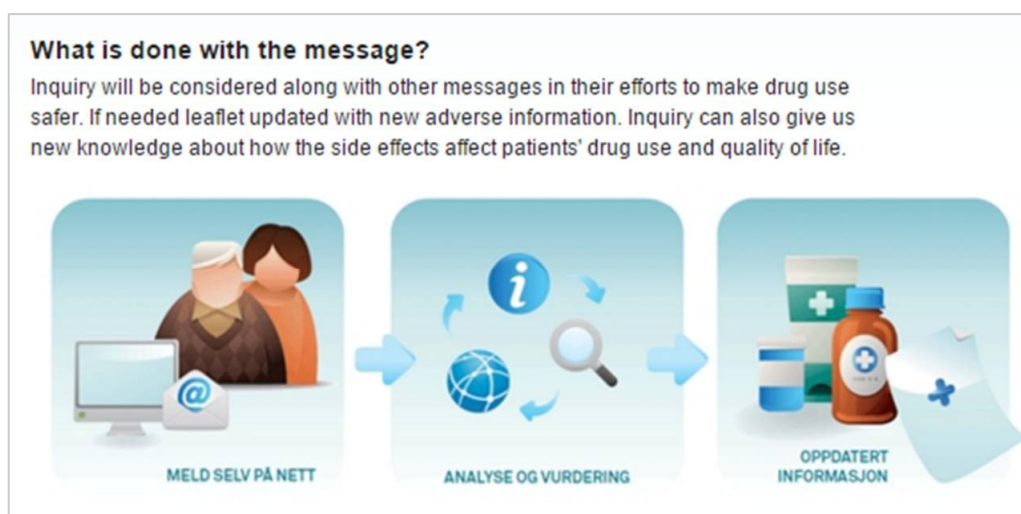 What is done with the message?
Inquiry will be considered along with other messages in their efforts to make drug use
safer. If needed leaflet updated with new adverse information. Inquiry can also give us
new knowledge about how the side effects affect patients' drug use and quality of life.
MELD SELV PÅ NETT
ANALYSE OG VURDERING
OPPDATERT
INFORMASJON